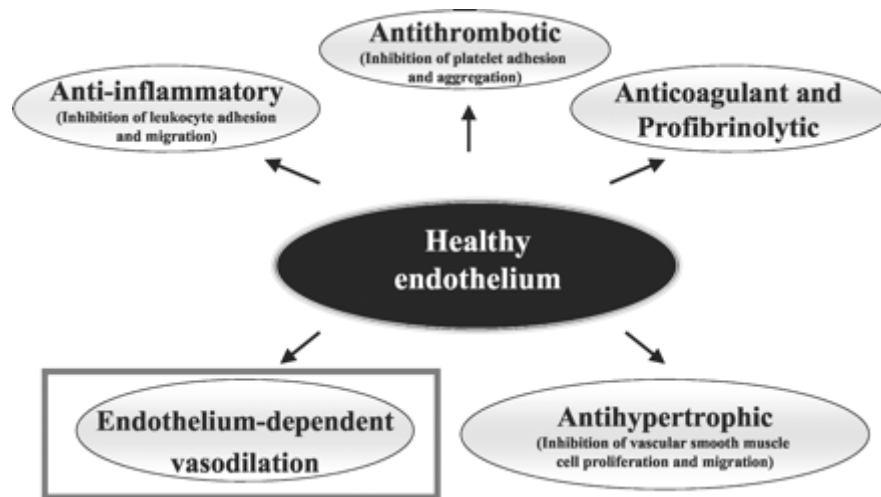 Antithrombotic
(Inhibition of platelet adhesion
and aggregation)
Anti-inflammatory
(Inhibition of leukocyte adhesion
and migration)
Anticoagulant and
Profibrinolytic
Healthy
endothelium
Endothelium-dependent
vasodilation
Antihypertrophic
(Inhibition of vascular smooth muscle
cell proliferation and migration)